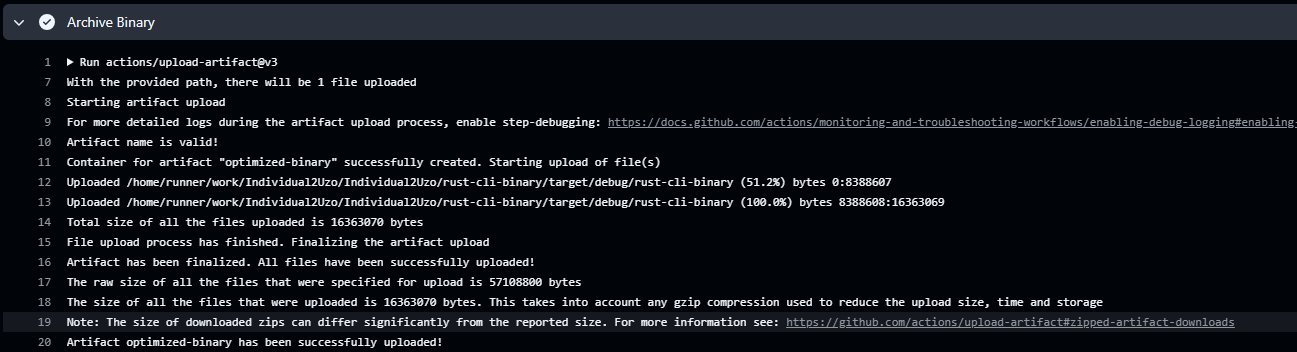 Archive Binary
1 Run actions/upload-artifact@v3
7 With the provided path, there will be 1 file uploaded
8 Starting artifact upload
9 For more detailed logs during the artifact upload process, enable step-debugging: https://docs.github.com/actions/monitoring-and-troubleshooting-workflows/enabling-debug-logging#enabling-
10 Artifact name is valid!
11 Container for artifact "optimized-binary" successfully created. Starting upload of file(s)
12 Uploaded /home/runner/work/Individual2Uzo/Individual2Uzo/rust-cli-binary/target/debug/rust-cli-binary (51.2%) bytes 0:8388607
13 Uploaded /home/runner/work/Individual2Uzo/Individual2Uzo/rust-cli-binary/target/debug/rust-cli-binary (100.0%) bytes 8388608:16363069
14 Total size of all the files uploaded is 16363070 bytes
15 File upload process has finished. Finalizing the artifact upload
16 Artifact has been finalized. All files have been successfully uploaded!
17 The raw size of all the files that were specified for upload is 57108800 bytes
18 The size of all the files that were uploaded is 16363070 bytes. This takes into account any gzip compression used to reduce the upload size, time and storage
19 Note: The size of downloaded zips can differ significantly from the reported size. For more information see: https://github.com/actions/upload-artifact#zipped-artifact-downloads
20 Artifact optimized-binary has been successfully uploaded!